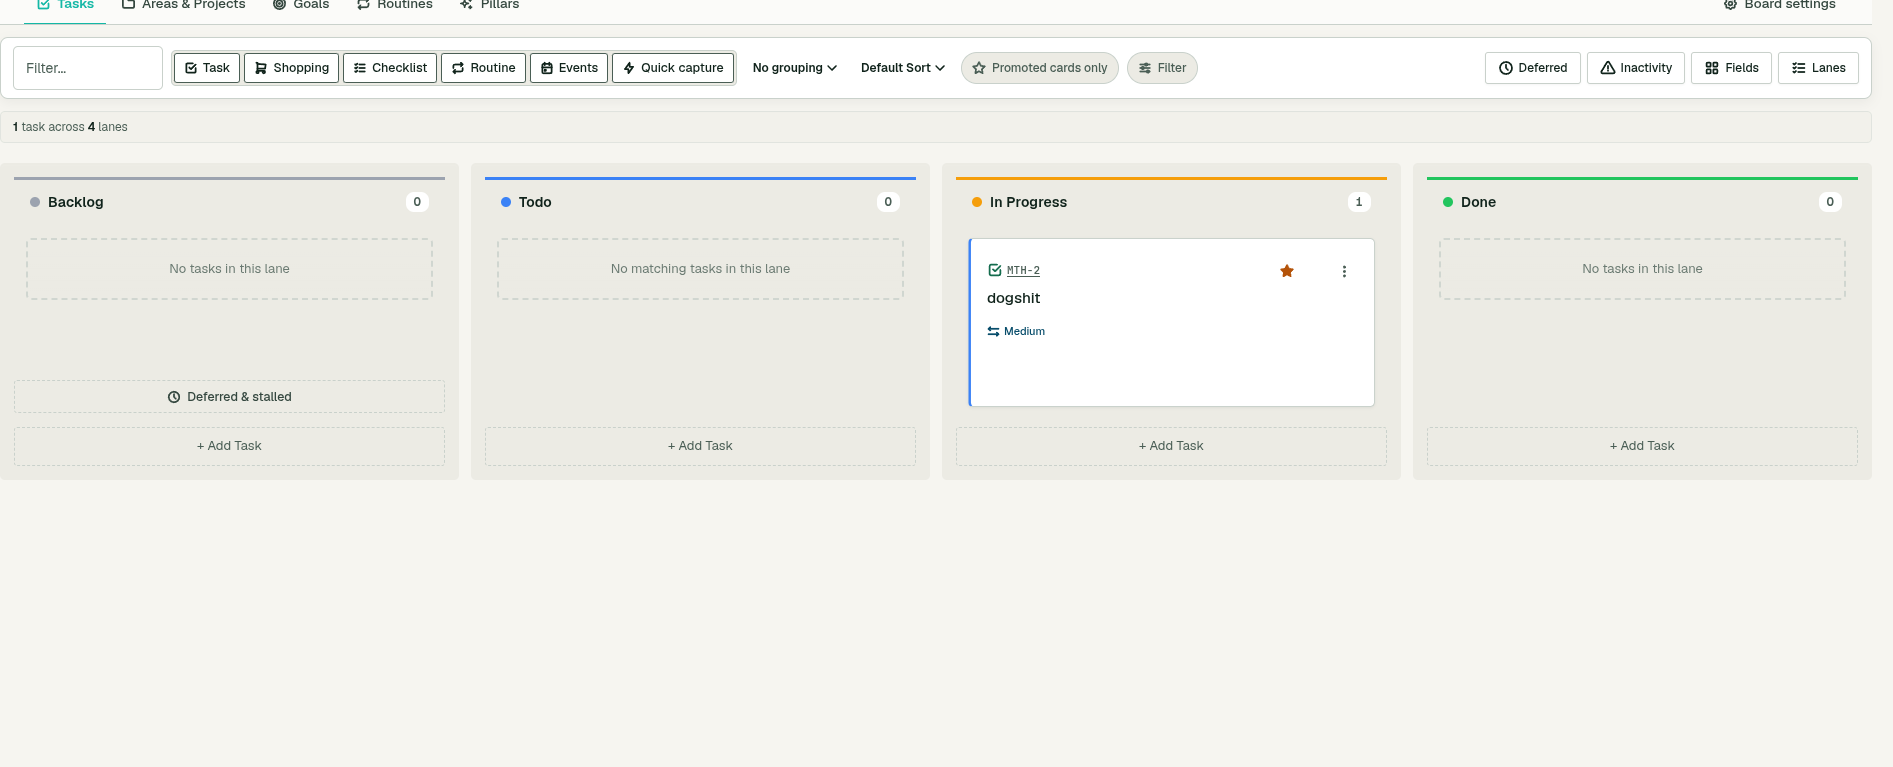 Tasks Areas & Projects Goals Routines Pillars Board settings
Filter... Task Shopping Checklist Routine Events Quick capture No grouping Default Sort Promoted cards only Filter Deferred Inactivity Fields Lanes
1 task across 4 lanes
Backlog 0
No tasks in this lane
Deferred & stalled
+ Add Task
Todo 0
No matching tasks in this lane
+ Add Task
In Progress 1
MTH-2
dogshit
Medium
+ Add Task
Done 0
No tasks in this lane
+ Add Task